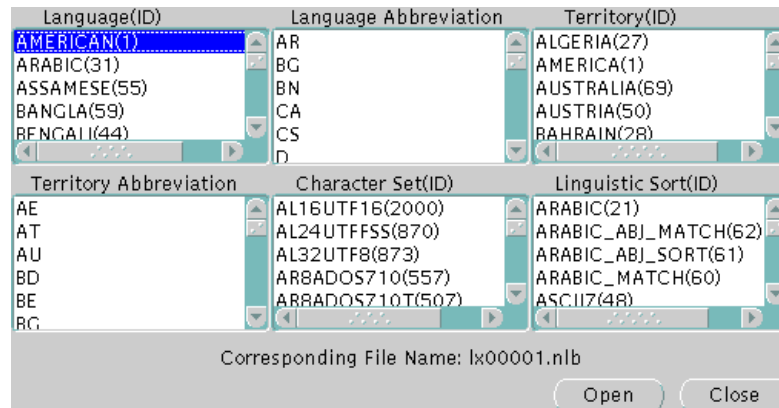 Language(ID)
AMERICAN(1)
ARABIC(31)
ASSAMESE(55)
BANGLA(59)
BENGALI(44)
Language Abbreviation
AR
BG
BN
CA
CS
D
Territory(ID)
ALGERIA(27)
AMERICA(1)
AUSTRALIA(69)
AUSTRIA(50)
BAHRAIN(28)
Territory Abbreviation
AE
AT
AU
BD
BE
BG
Character Set(ID)
AL16UTF16(2000)
AL24UTFFSS(870)
AL32UTF8(873)
AR8ADOS710(557)
AR8ADOS710T(507)
Linguistic Sort(ID)
ARABIC(21)
ARABIC_ABJ_MATCH(62)
ARABIC_ABJ_SORT(61)
ARABIC_MATCH(60)
ASCII7(48)
Corresponding File Name: lx00001.nlb
Open
Close